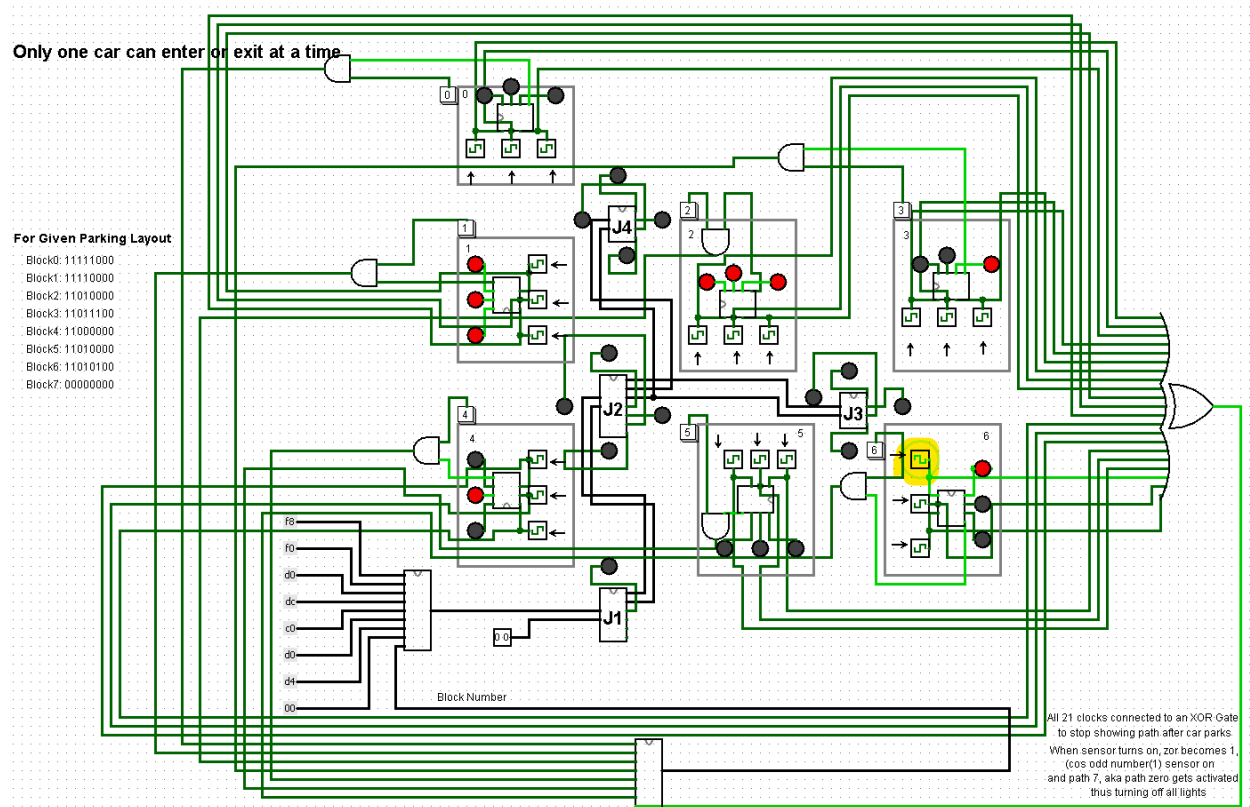 Only one car can enter or exit at a time
0
0
1
1
J4
2
2
3
3
For Given Parking Layout
Block0: 11111000
Block1: 11110000
Block2: 11010000
Block3: 11011100
Block4: 11000000
Block5: 11010000
Block6: 11010100
Block7: 00000000
J2
J3
4
4
5
5
6
6
f8
f0
d0
dc
c0
d0
d4
00
J1
0 0
Block Number
All 21 clocks connected to an XOR Gate
to stop showing path after car parks
When sensor turns on, zor becomes 1,
(cos odd number(1) sensor on
and path 7, aka path zero gets activated
thus turning off all lights